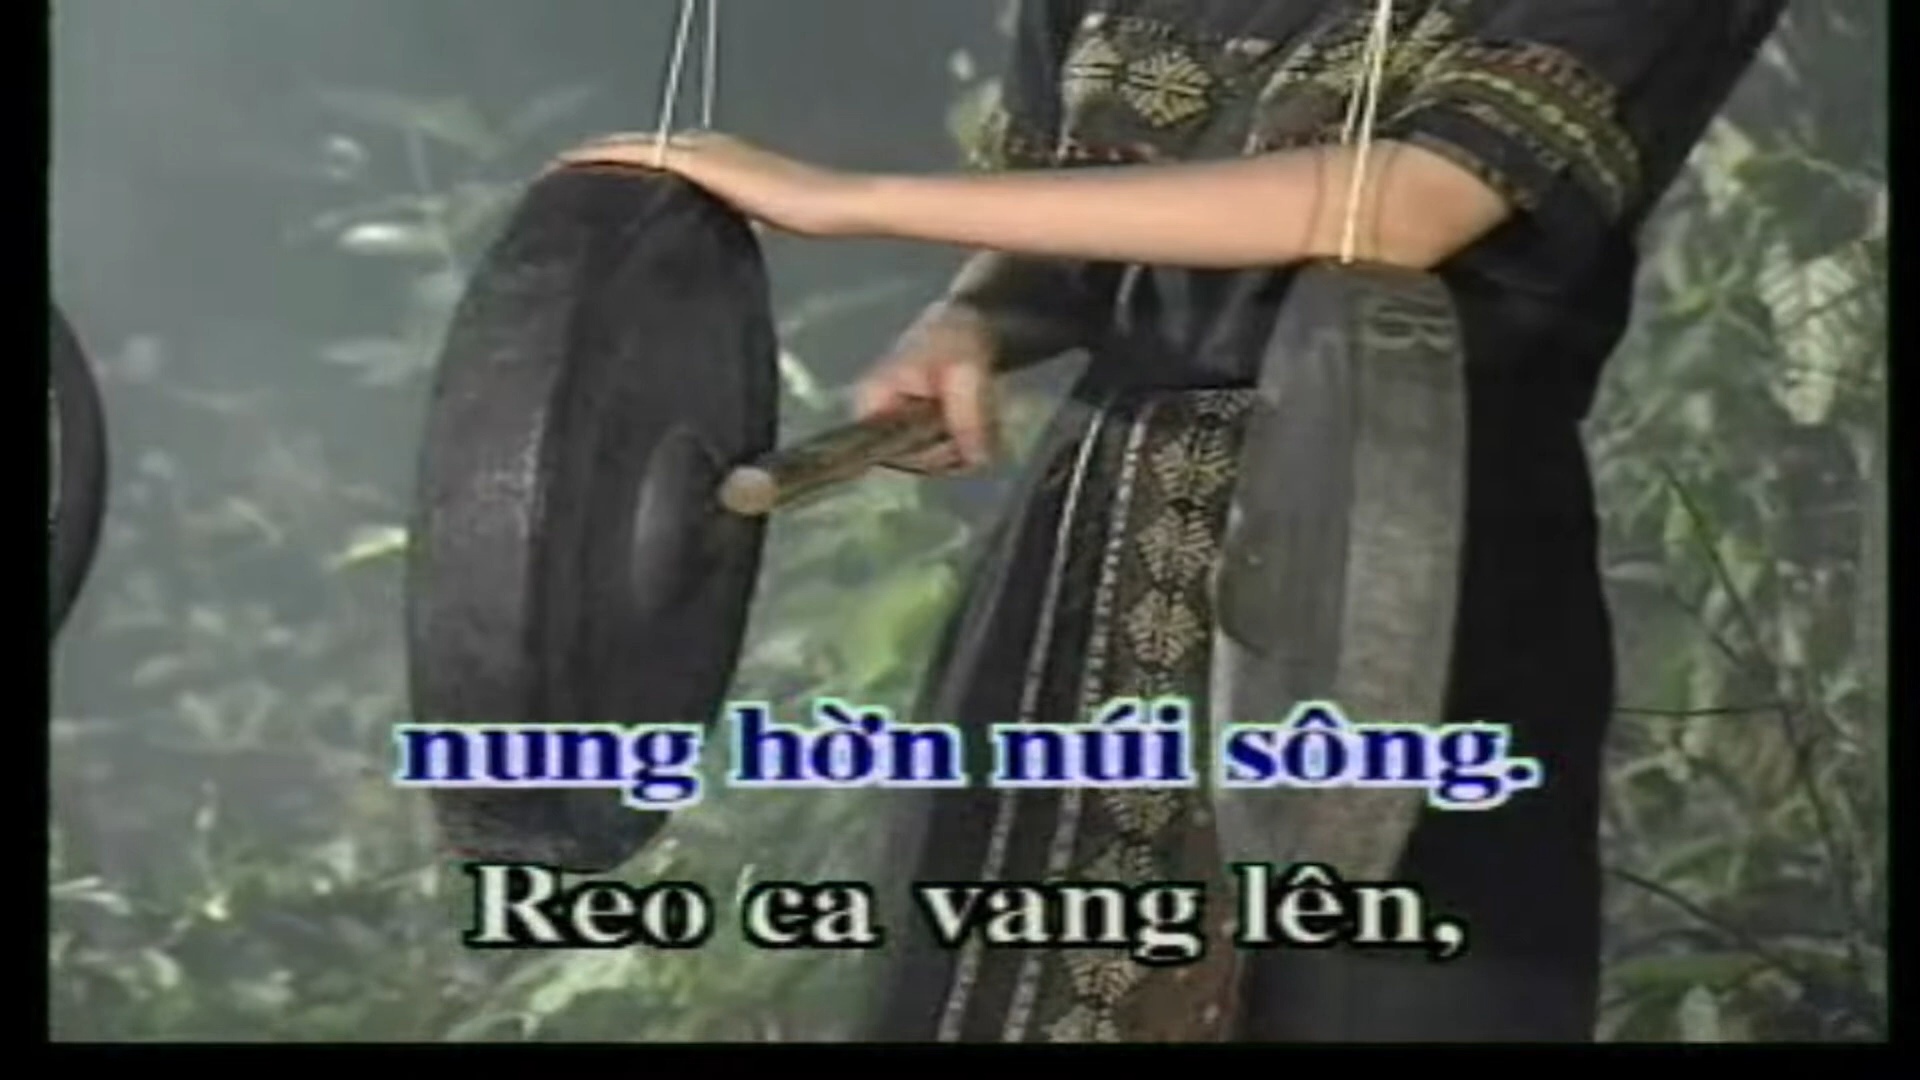 nung hờn núi sông.
Reo ca vang lên,